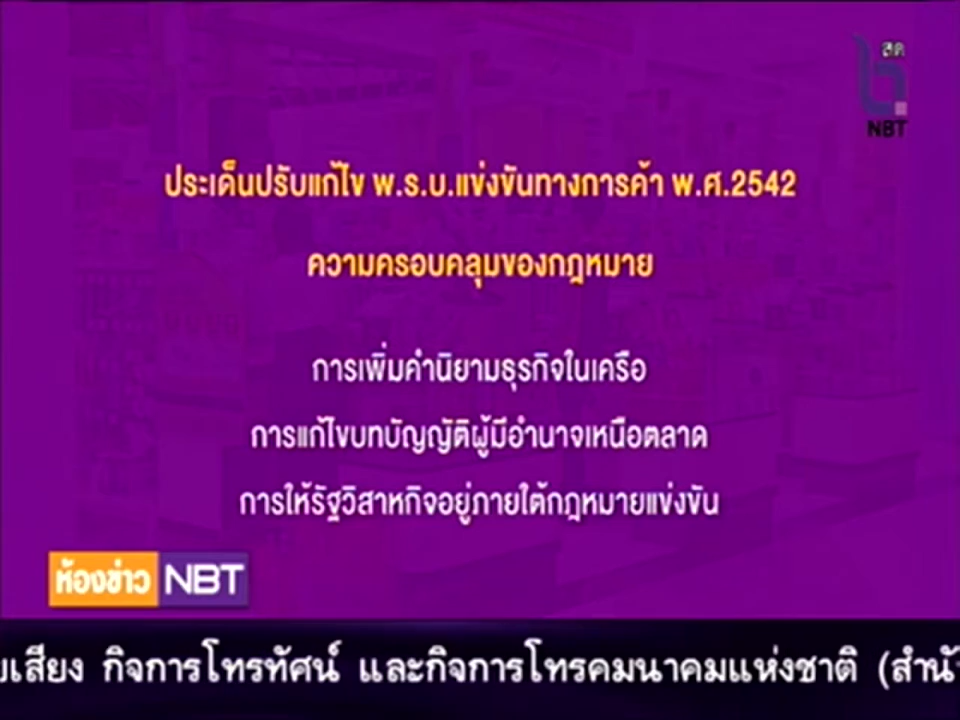 สด
NBT
ประเด็นปรับแก้ไข พ.ร.บ.แข่งขันทางการค้า พ.ศ.2542
ความครอบคลุมของกฎหมาย
การเพิ่มคำนิยามธุรกิจในเครือ
การแก้ไขบทบัญญัติผู้มีอำนาจเหนือตลาด
การให้รัฐวิสาหกิจอยู่ภายใต้กฎหมายแข่งขัน
ห้องข่าว NBT
ยเสียง กิจการโทรทัศน์ และกิจการโทรคมนาคมแห่งชาติ (สำนั